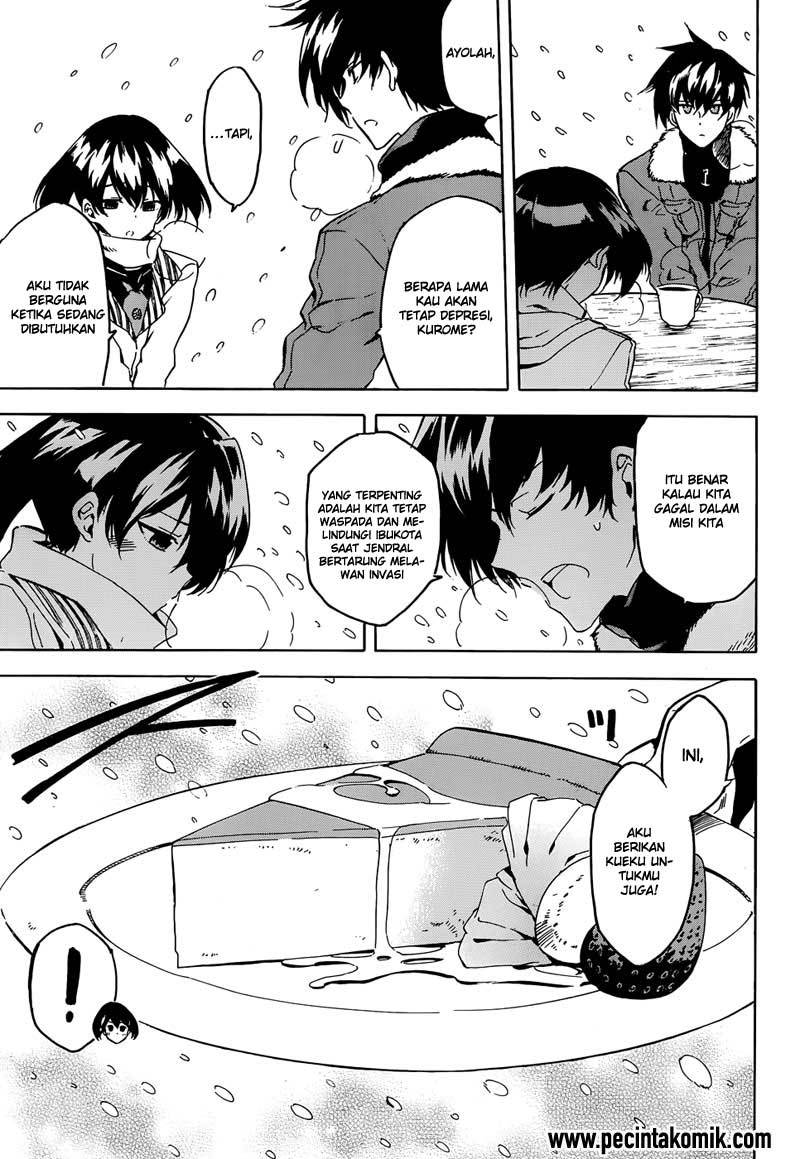 AYOLAH,
BERAPA LAMA
KAU AKAN
TETAP DEPRESI,
KUROME?
...TAPI,
AKU TIDAK
BERGUNA
KETIKA SEDANG
DIBUTUHKAN
ITU BENAR
KALAU KITA
GAGAL DALAM
MISI KITA
YANG TERPENTING
ADALAH KITA TETAP
WASPADA DAN ME-
LINDUNGI IBUKOTA
SAAT JENDRAL
BERTARUNG MELA-
WAN INVASI
INI,
AKU
BERIKAN
KUEKU UN-
TUKMU
JUGA!
!
www.pecintakomik.com